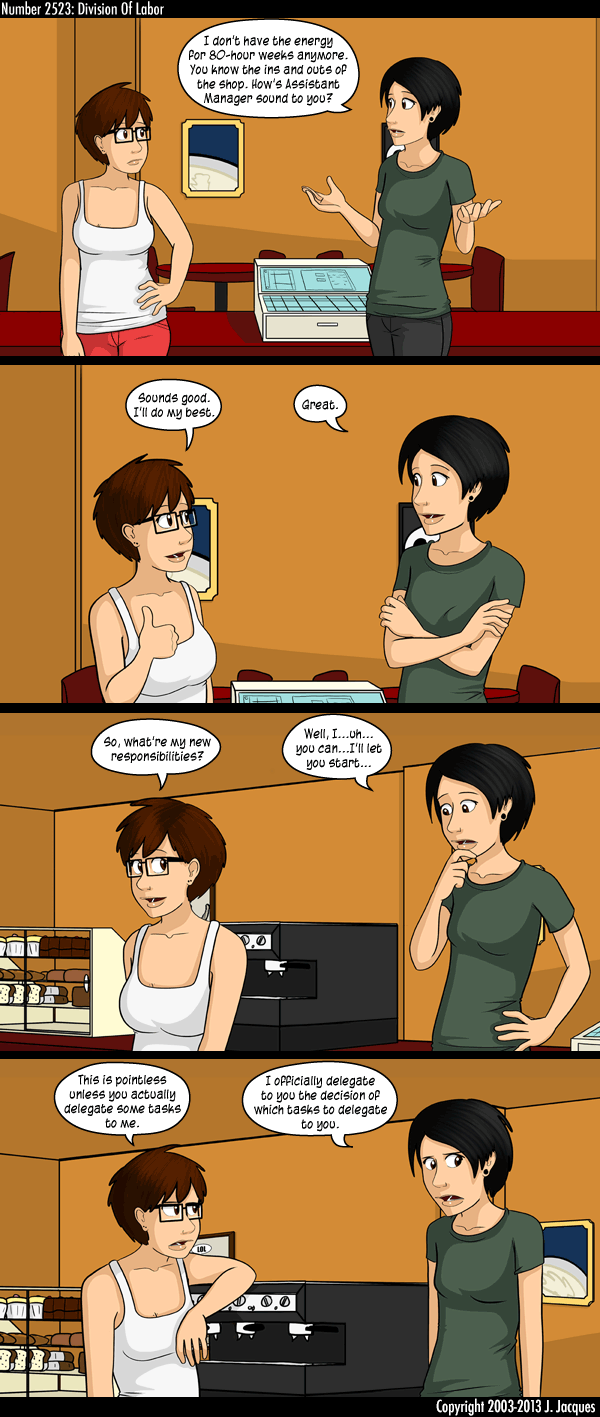 Number 2523: Division Of Labor
I don't have the energy
for 80-hour weeks anymore.
You know the ins and outs of
the shop. How's Assistant
Manager sound to you?
Sounds good.
I'll do my best.
Great.
So, what're my new
responsibilities?
Well, I...uh...
you can...I'll let
you start...
This is pointless
unless you actually
delegate some tasks
to me.
I officially delegate
to you the decision of
which tasks to delegate
to you.
LOL
Copyright 2003-2013 J. Jacques